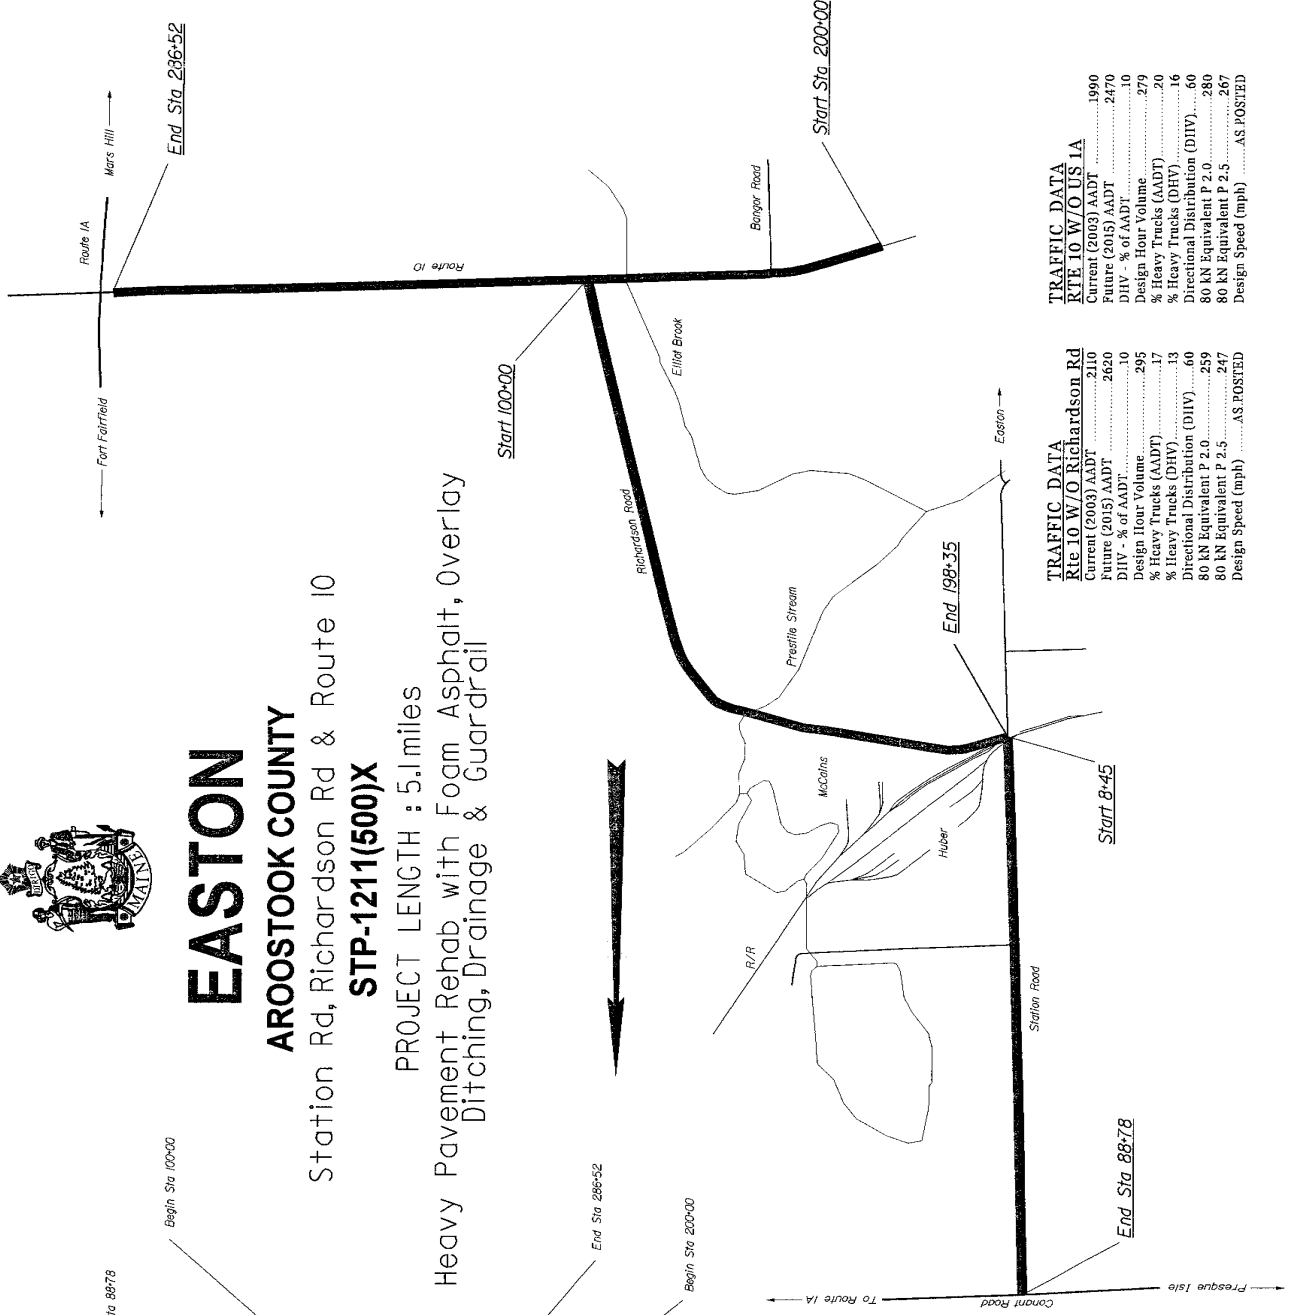 MAINE
EASTON
AROOSTOOK COUNTY
Station Rd, Richardson Rd & Route 10
STP-1211(500)X
PROJECT LENGTH : 5.1 miles
Heavy Pavement Rehab with Foam Asphalt, Overlay
Ditching, Drainage & Guardrail
Begin Sta 100+00
ta 88+78
End Sta 286+52
Begin Sta 200+00
Fort Fairfield
Route 1A
Mars Hill
End Sta 286+52
Route 10
Start 100+00
Bangor Road
Start Sta 200+00
Elliot Brook
Richardson Road
Prestile Stream
End 198+35
Easton
McCains
Huber
R/R
Start 8+45
Station Road
End Sta 88+78
To Route 1A
Conant Road
Presque Isle
TRAFFIC DATA
Rte 10 W/O Richardson Rd
Current (2003) AADT 2110
Future (2015) AADT 2620
DHV - % of AADT 10
Design Hour Volume 295
% Heavy Trucks (AADT) 17
% Heavy Trucks (DHV) 13
Directional Distribution (DHV) 60
80 kN Equivalent P 2.0 259
80 kN Equivalent P 2.5 247
Design Speed (mph) AS POSTED
TRAFFIC DATA
RTE 10 W/O US 1A
Current (2003) AADT 1990
Future (2015) AADT 2470
DHV - % of AADT 10
Design Hour Volume 279
% Heavy Trucks (AADT) 20
% Heavy Trucks (DHV) 16
Directional Distribution (DHV) 60
80 kN Equivalent P 2.0 280
80 kN Equivalent P 2.5 267
Design Speed (mph) AS POSTED